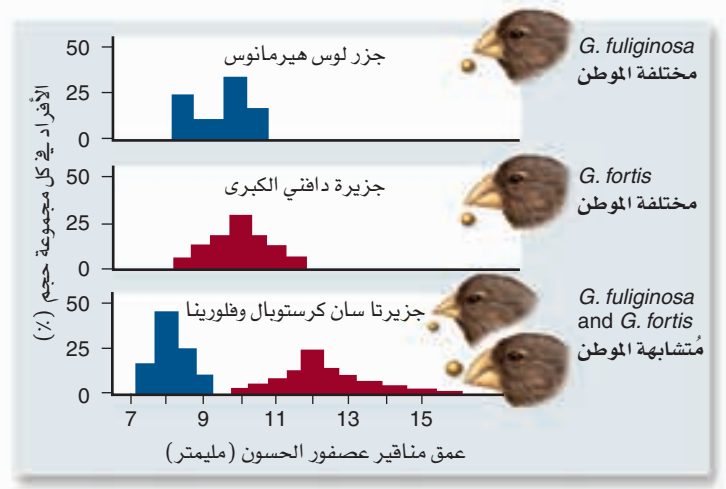 الأفراد في كل مجموعة حجم (٪)
50
25
0
جزر لوس هيرمانوس
G. fuliginosa
مختلفة الموطن
50
25
0
جزيرة دافني الكبرى
G. fortis
مختلفة الموطن
50
25
0
جزيرتا سان كرستوبال وفلورينا
G. fuliginosa
and G. fortis
مُتشابهة الموطن
7 9 11 13 15
عمق مناقير عصفور الحسون (مليمتر)